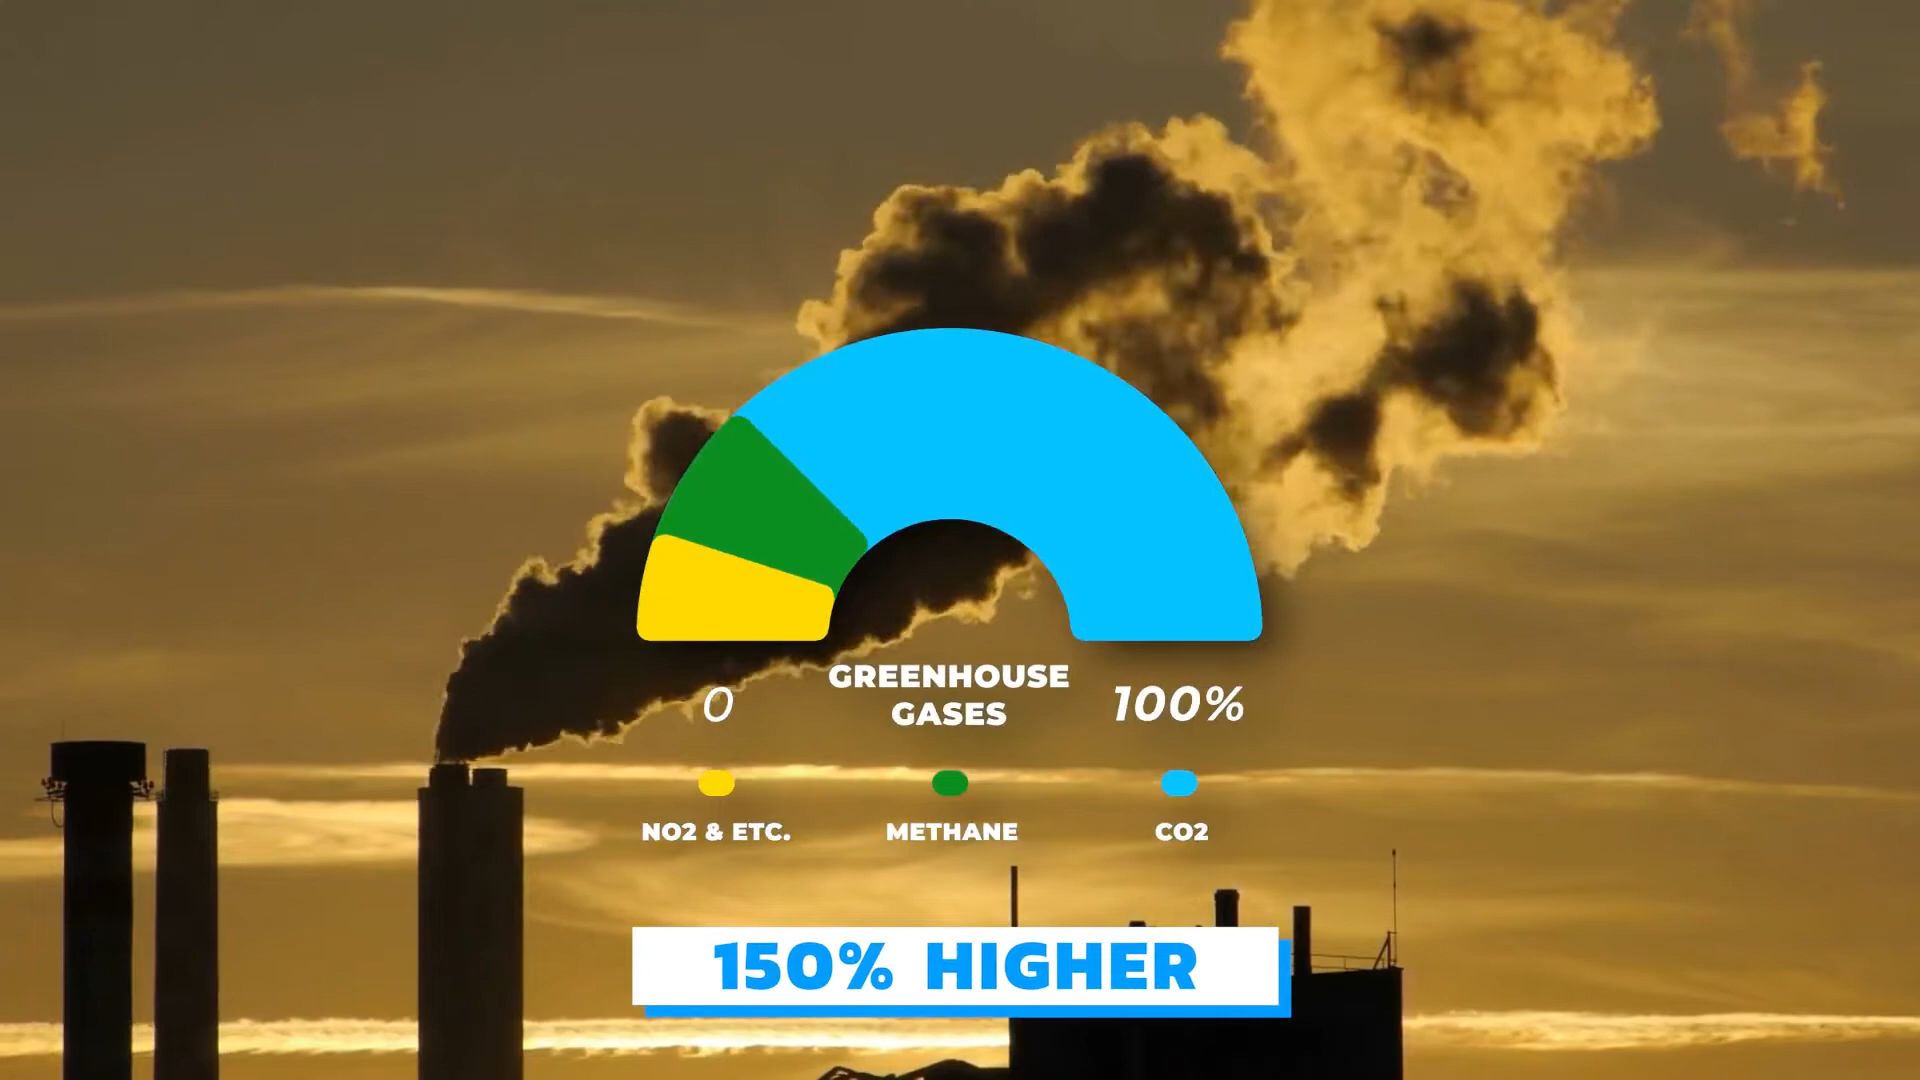 GREENHOUSE
GASES
0
100%
NO2 & ETC.
METHANE
CO2
150% HIGHER